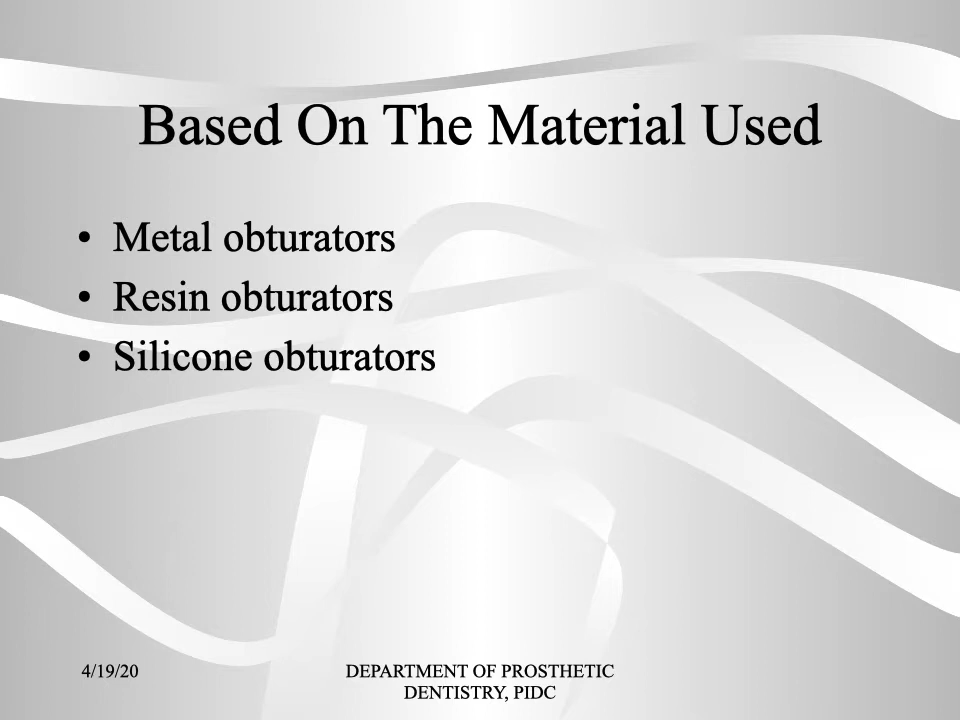 Based On The Material Used
• Metal obturators
• Resin obturators
• Silicone obturators
4/19/20
DEPARTMENT OF PROSTHETIC
DENTISTRY, PIDC